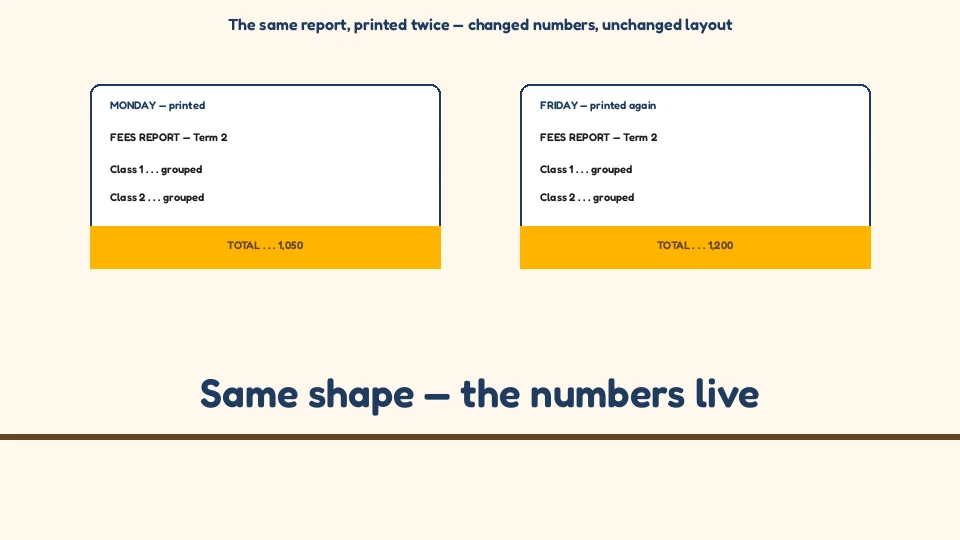 The same report, printed twice — changed numbers, unchanged layout
MONDAY — printed
FEES REPORT — Term 2
Class 1 . . . grouped
Class 2 . . . grouped
TOTAL . . . 1,050
FRIDAY — printed again
FEES REPORT — Term 2
Class 1 . . . grouped
Class 2 . . . grouped
TOTAL . . . 1,200
Same shape — the numbers live